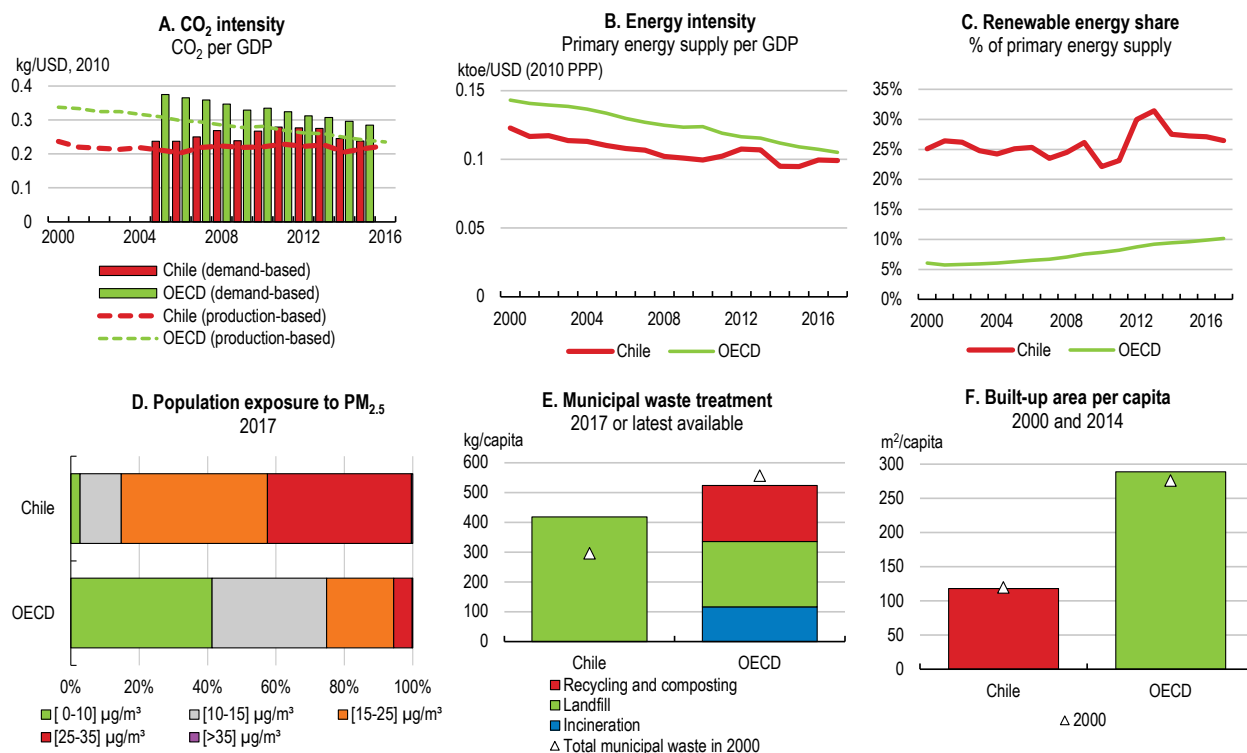 A. CO₂ intensity
CO₂ per GDP
kg/USD, 2010
0.4
0.3
0.2
0.1
0
2000 2004 2008 2012 2016
Chile (demand-based)
OECD (demand-based)
Chile (production-based)
OECD (production-based)
B. Energy intensity
Primary energy supply per GDP
ktoe/USD (2010 PPP)
0.15
0.1
0.05
0
2000 2004 2008 2012 2016
Chile OECD
C. Renewable energy share
% of primary energy supply
35%
30%
25%
20%
15%
10%
5%
0%
2000 2004 2008 2012 2016
Chile OECD
D. Population exposure to PM₂.₅
2017
Chile
OECD
0% 20% 40% 60% 80% 100%
[ 0-10] µg/m³ [10-15] µg/m³ [15-25] µg/m³
[25-35] µg/m³ [>35] µg/m³
E. Municipal waste treatment
2017 or latest available
kg/capita
600
500
400
300
200
100
0
Chile OECD
Recycling and composting
Landfill
Incineration
Total municipal waste in 2000
F. Built-up area per capita
2000 and 2014
m²/capita
300
250
200
150
100
50
0
Chile OECD
2000